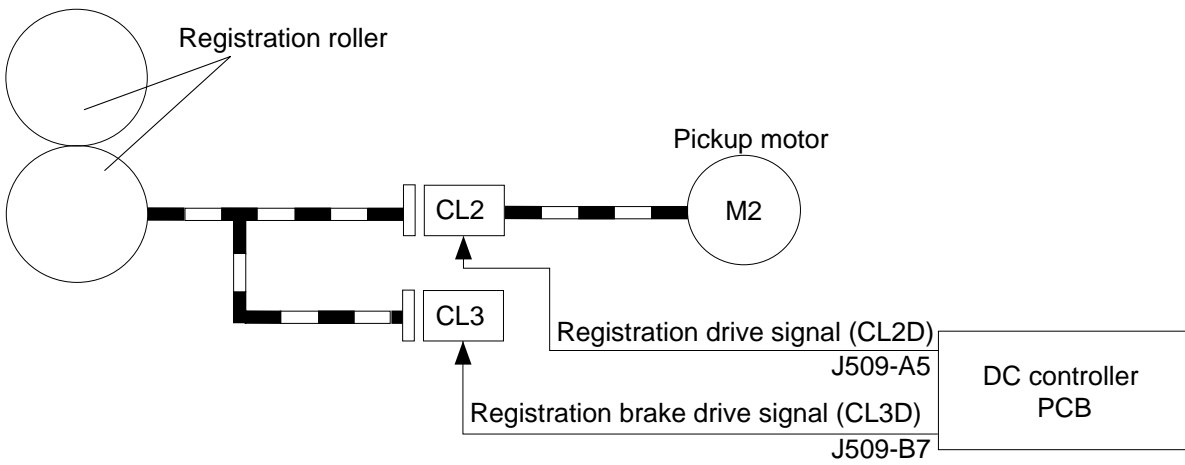 Registration roller
Pickup motor
CL2
M2
CL3
Registration drive signal (CL2D)
J509-A5
DC controller
PCB
Registration brake drive signal (CL3D)
J509-B7